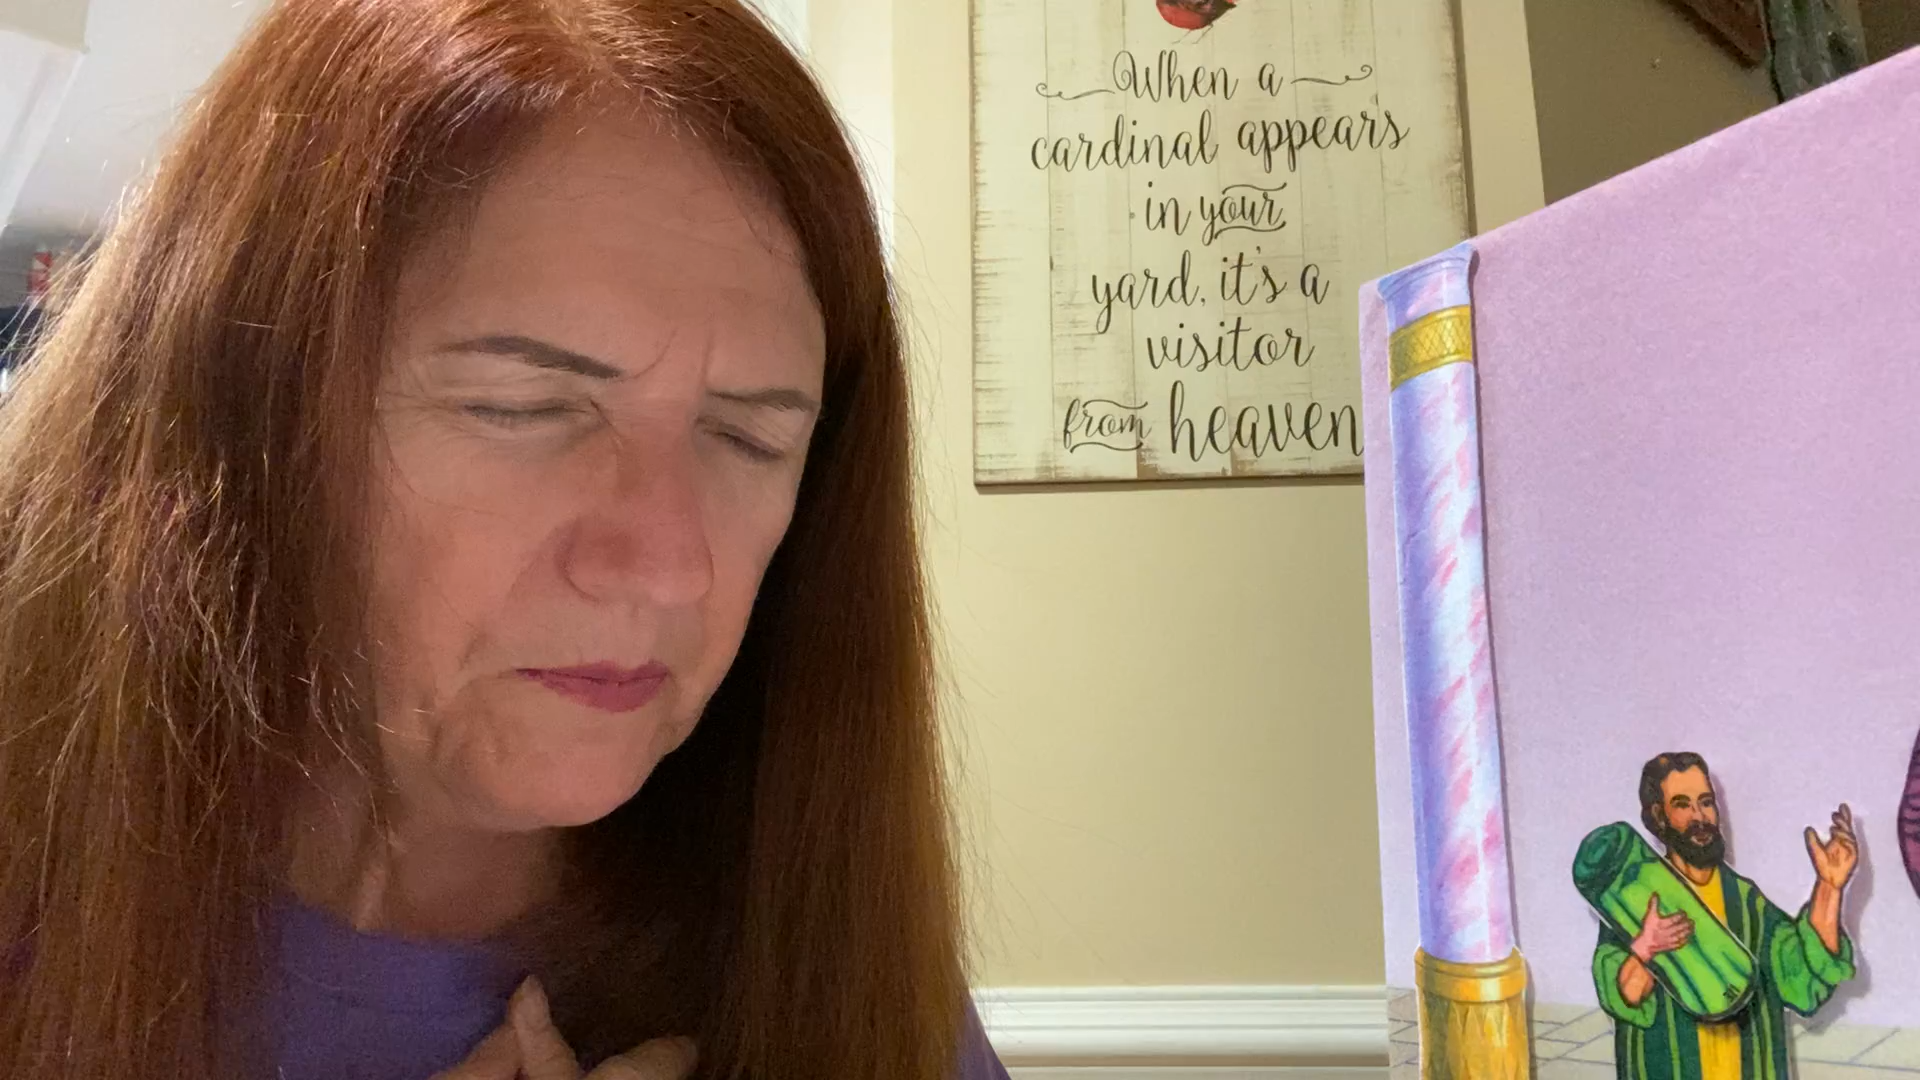 When a
cardinal appears
in your
yard, it's a
visitor
from heaven